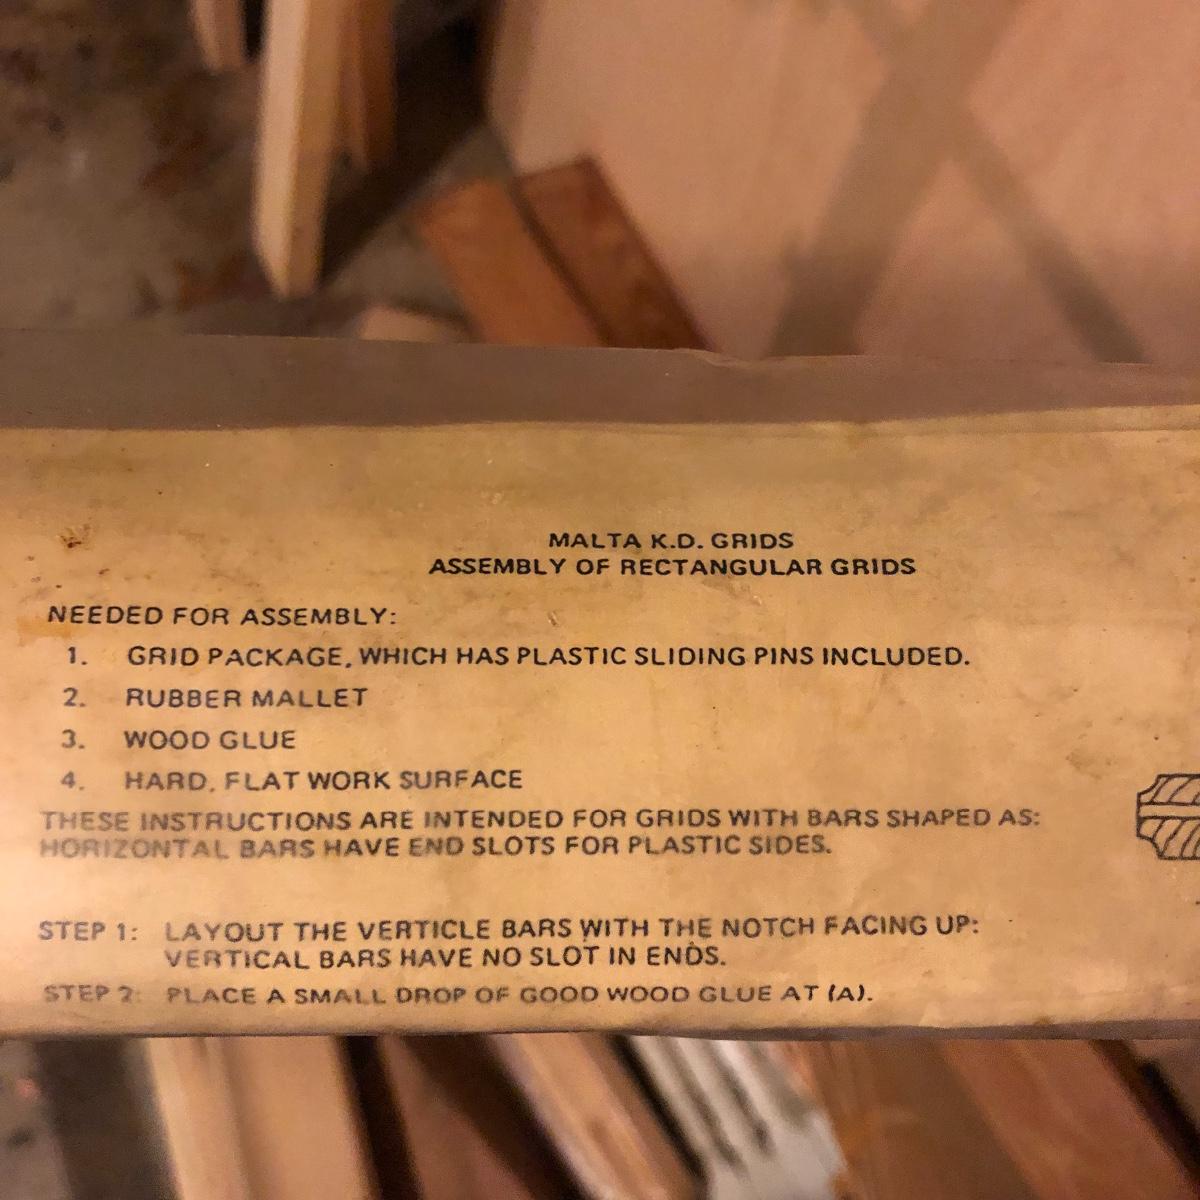 MALTA K.D. GRIDS
ASSEMBLY OF RECTANGULAR GRIDS
NEEDED FOR ASSEMBLY:
1. GRID PACKAGE, WHICH HAS PLASTIC SLIDING PINS INCLUDED.
2. RUBBER MALLET
3. WOOD GLUE
4. HARD, FLAT WORK SURFACE
THESE INSTRUCTIONS ARE INTENDED FOR GRIDS WITH BARS SHAPED AS:
HORIZONTAL BARS HAVE END SLOTS FOR PLASTIC SIDES.
STEP 1: LAYOUT THE VERTICLE BARS WITH THE NOTCH FACING UP:
VERTICAL BARS HAVE NO SLOT IN ENDS.
STEP 2: PLACE A SMALL DROP OF GOOD WOOD GLUE AT (A).